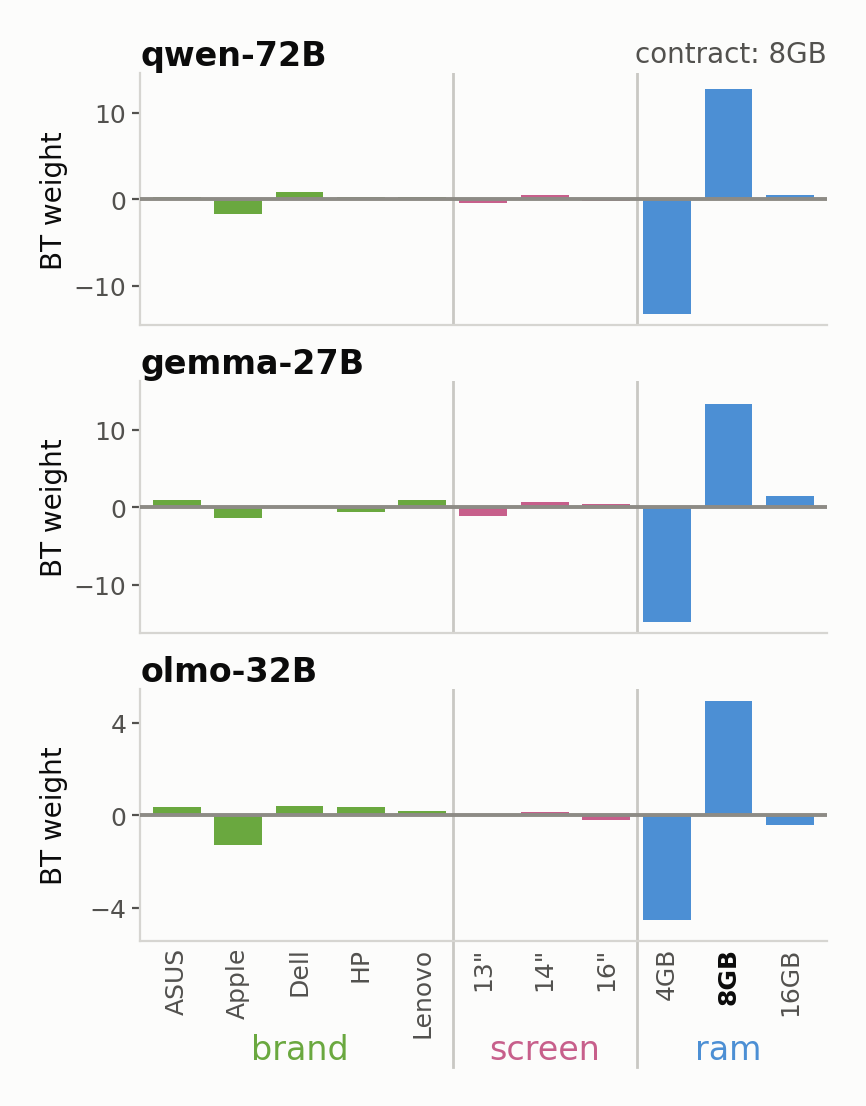 qwen-72B
contract: 8GB
BT weight
10
0
−10
gemma-27B
BT weight
10
0
−10
olmo-32B
BT weight
4
0
−4
ASUS
Apple
Dell
HP
Lenovo
13"
14"
16"
4GB
8GB
16GB
brand
screen
ram